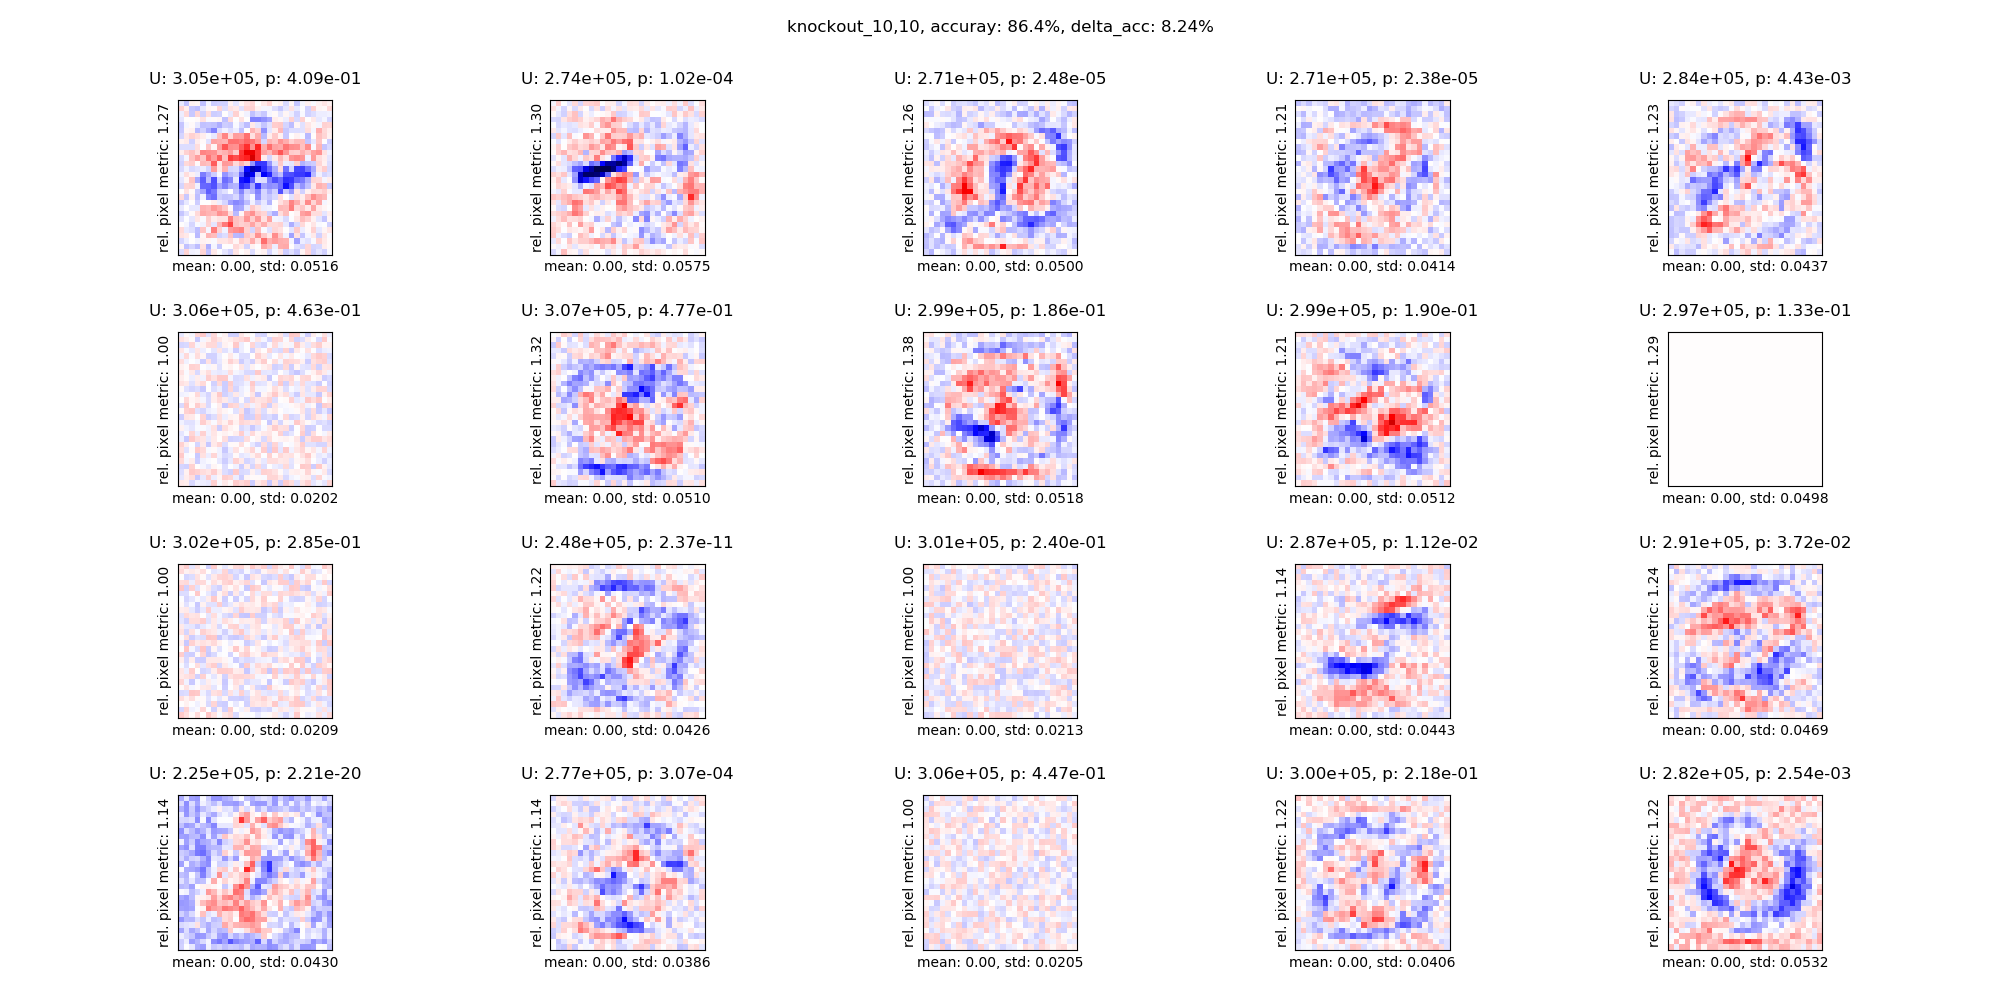 knockout_10,10, accuray: 86.4%, delta_acc: 8.24%
U: 3.05e+05, p: 4.09e-01
rel. pixel metric: 1.27
mean: 0.00, std: 0.0516
U: 2.74e+05, p: 1.02e-04
rel. pixel metric: 1.30
mean: 0.00, std: 0.0575
U: 2.71e+05, p: 2.48e-05
rel. pixel metric: 1.26
mean: 0.00, std: 0.0500
U: 2.71e+05, p: 2.38e-05
rel. pixel metric: 1.21
mean: 0.00, std: 0.0414
U: 2.84e+05, p: 4.43e-03
rel. pixel metric: 1.23
mean: 0.00, std: 0.0437
U: 3.06e+05, p: 4.63e-01
rel. pixel metric: 1.00
mean: 0.00, std: 0.0202
U: 3.07e+05, p: 4.77e-01
rel. pixel metric: 1.32
mean: 0.00, std: 0.0510
U: 2.99e+05, p: 1.86e-01
rel. pixel metric: 1.38
mean: 0.00, std: 0.0518
U: 2.99e+05, p: 1.90e-01
rel. pixel metric: 1.21
mean: 0.00, std: 0.0512
U: 2.97e+05, p: 1.33e-01
rel. pixel metric: 1.29
mean: 0.00, std: 0.0498
U: 3.02e+05, p: 2.85e-01
rel. pixel metric: 1.00
mean: 0.00, std: 0.0209
U: 2.48e+05, p: 2.37e-11
rel. pixel metric: 1.22
mean: 0.00, std: 0.0426
U: 3.01e+05, p: 2.40e-01
rel. pixel metric: 1.00
mean: 0.00, std: 0.0213
U: 2.87e+05, p: 1.12e-02
rel. pixel metric: 1.14
mean: 0.00, std: 0.0443
U: 2.91e+05, p: 3.72e-02
rel. pixel metric: 1.24
mean: 0.00, std: 0.0469
U: 2.25e+05, p: 2.21e-20
rel. pixel metric: 1.14
mean: 0.00, std: 0.0430
U: 2.77e+05, p: 3.07e-04
rel. pixel metric: 1.14
mean: 0.00, std: 0.0386
U: 3.06e+05, p: 4.47e-01
rel. pixel metric: 1.00
mean: 0.00, std: 0.0205
U: 3.00e+05, p: 2.18e-01
rel. pixel metric: 1.22
mean: 0.00, std: 0.0406
U: 2.82e+05, p: 2.54e-03
rel. pixel metric: 1.22
mean: 0.00, std: 0.0532